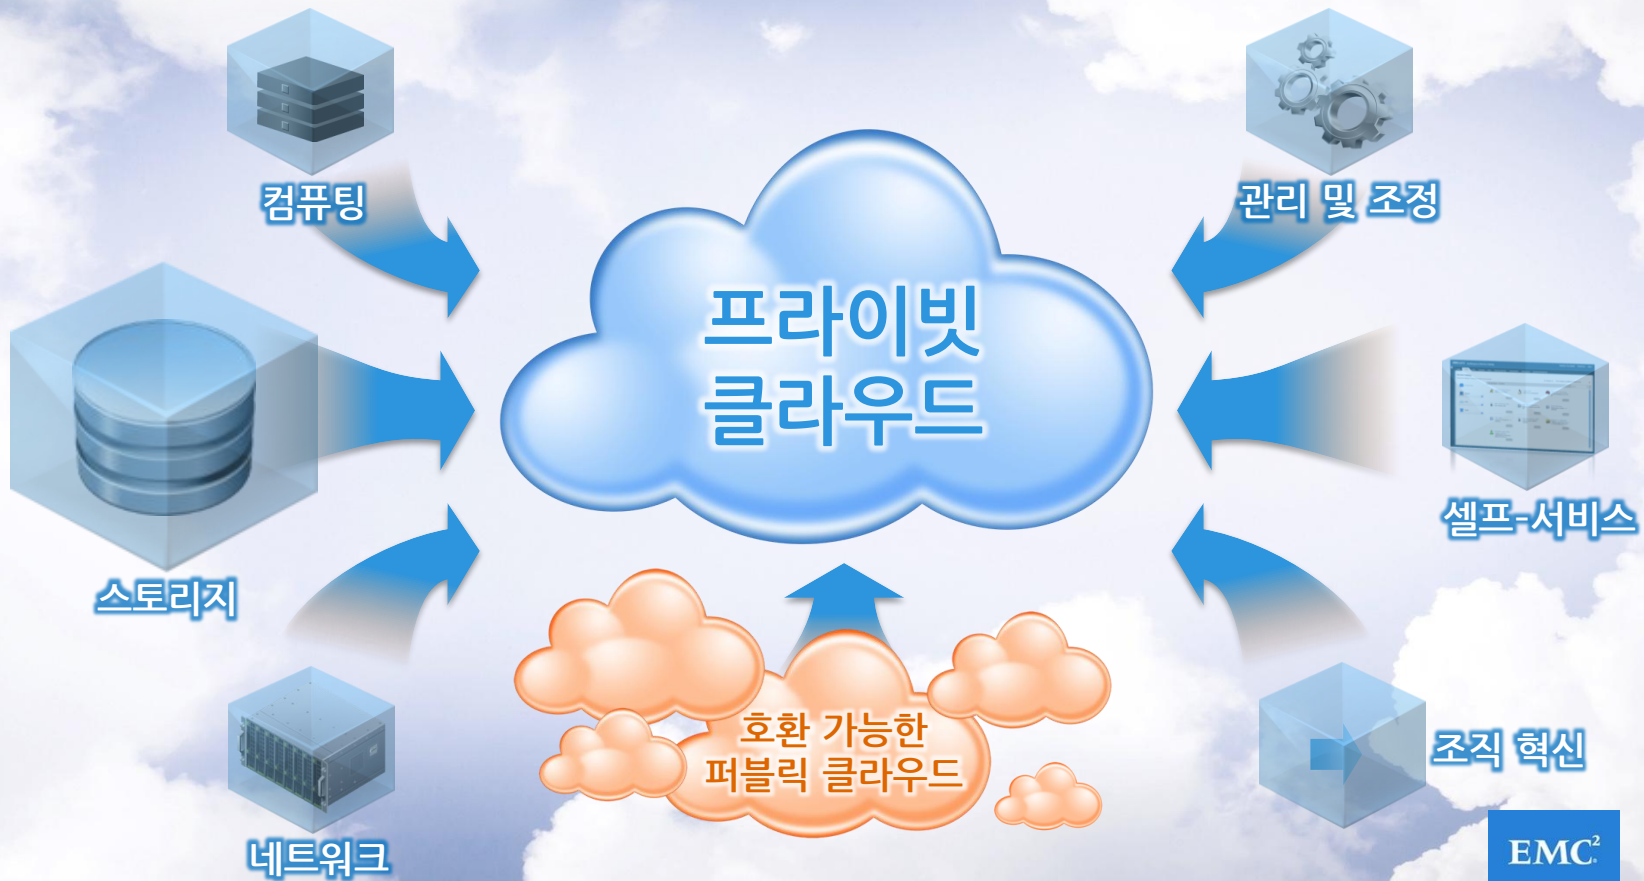 컴퓨팅
관리 및 조정
프라이빗
클라우드
셀프-서비스
스토리지
호환 가능한
퍼블릭 클라우드
조직 혁신
네트워크
EMC²